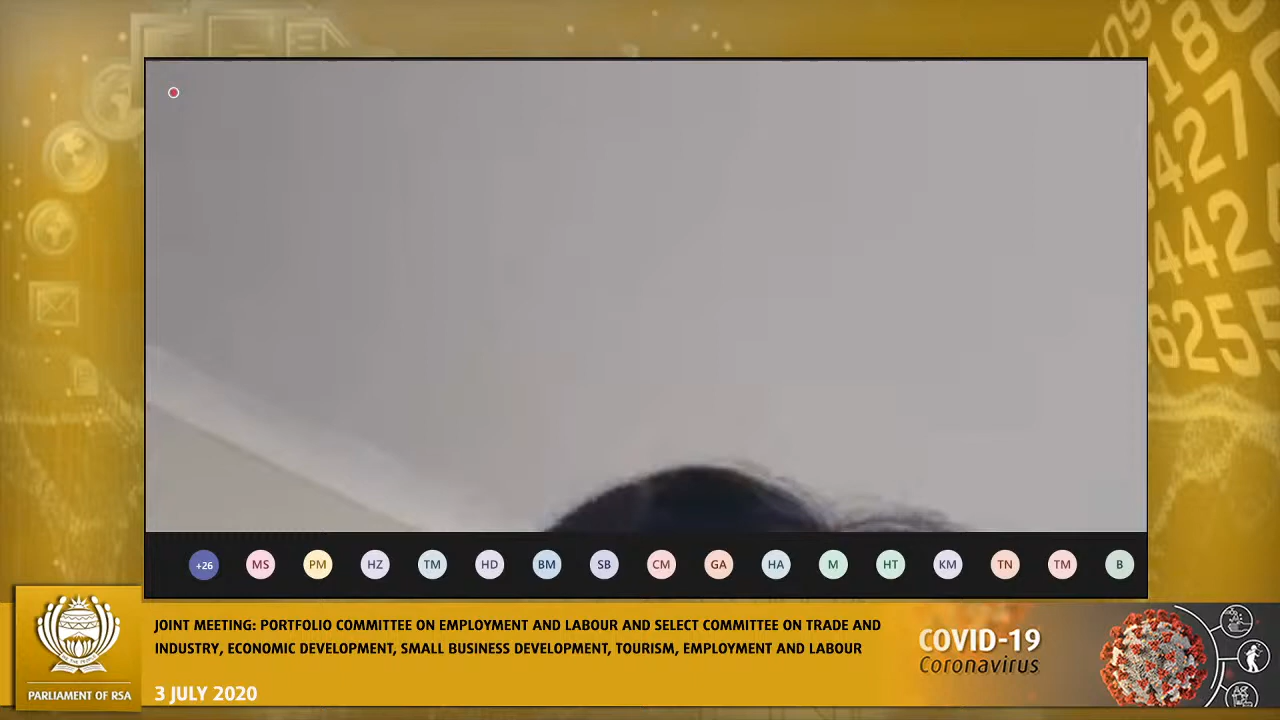 +26 MS PM HZ TM HD BM SB CM GA HA M HT KM TN TM B
JOINT MEETING: PORTFOLIO COMMITTEE ON EMPLOYMENT AND LABOUR AND SELECT COMMITTEE ON TRADE AND
INDUSTRY, ECONOMIC DEVELOPMENT, SMALL BUSINESS DEVELOPMENT, TOURISM, EMPLOYMENT AND LABOUR
3 JULY 2020
PARLIAMENT OF RSA
COVID-19
Coronavirus